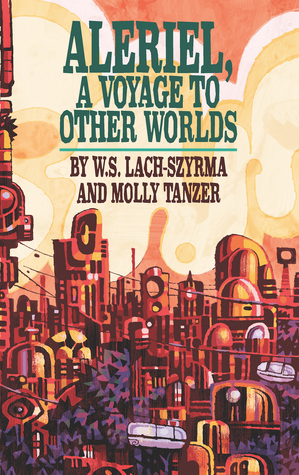 ALERIEL,
A VOYAGE TO
OTHER WORLDS
BY W.S. LACH-SZYRMA
AND MOLLY TANZER